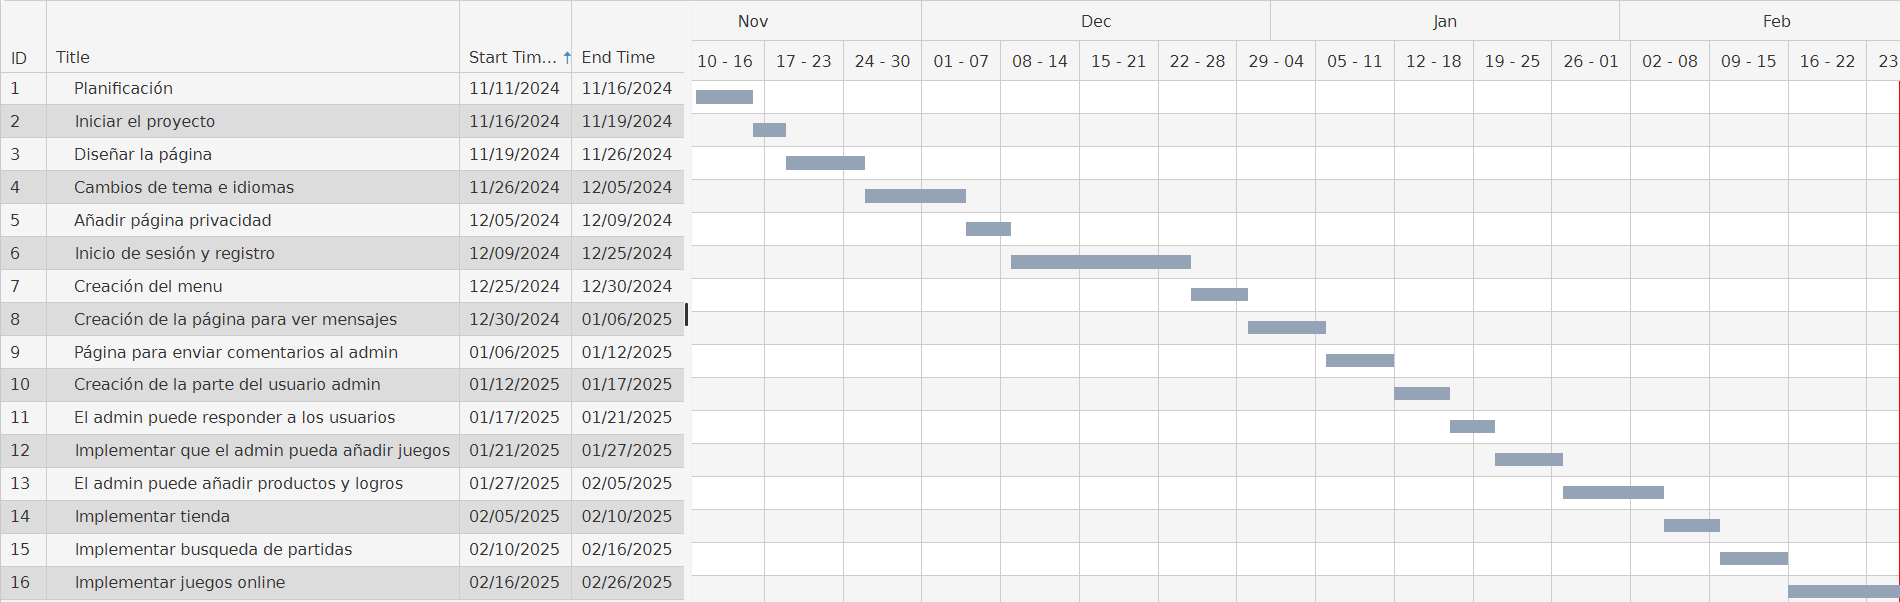 Nov Dec Jan Feb
ID Title Start Tim... ↑ End Time 10 - 16 17 - 23 24 - 30 01 - 07 08 - 14 15 - 21 22 - 28 29 - 04 05 - 11 12 - 18 19 - 25 26 - 01 02 - 08 09 - 15 16 - 22 23
1 Planificación 11/11/2024 11/16/2024
2 Iniciar el proyecto 11/16/2024 11/19/2024
3 Diseñar la página 11/19/2024 11/26/2024
4 Cambios de tema e idiomas 11/26/2024 12/05/2024
5 Añadir página privacidad 12/05/2024 12/09/2024
6 Inicio de sesión y registro 12/09/2024 12/25/2024
7 Creación del menu 12/25/2024 12/30/2024
8 Creación de la página para ver mensajes 12/30/2024 01/06/2025
9 Página para enviar comentarios al admin 01/06/2025 01/12/2025
10 Creación de la parte del usuario admin 01/12/2025 01/17/2025
11 El admin puede responder a los usuarios 01/17/2025 01/21/2025
12 Implementar que el admin pueda añadir juegos 01/21/2025 01/27/2025
13 El admin puede añadir productos y logros 01/27/2025 02/05/2025
14 Implementar tienda 02/05/2025 02/10/2025
15 Implementar busqueda de partidas 02/10/2025 02/16/2025
16 Implementar juegos online 02/16/2025 02/26/2025